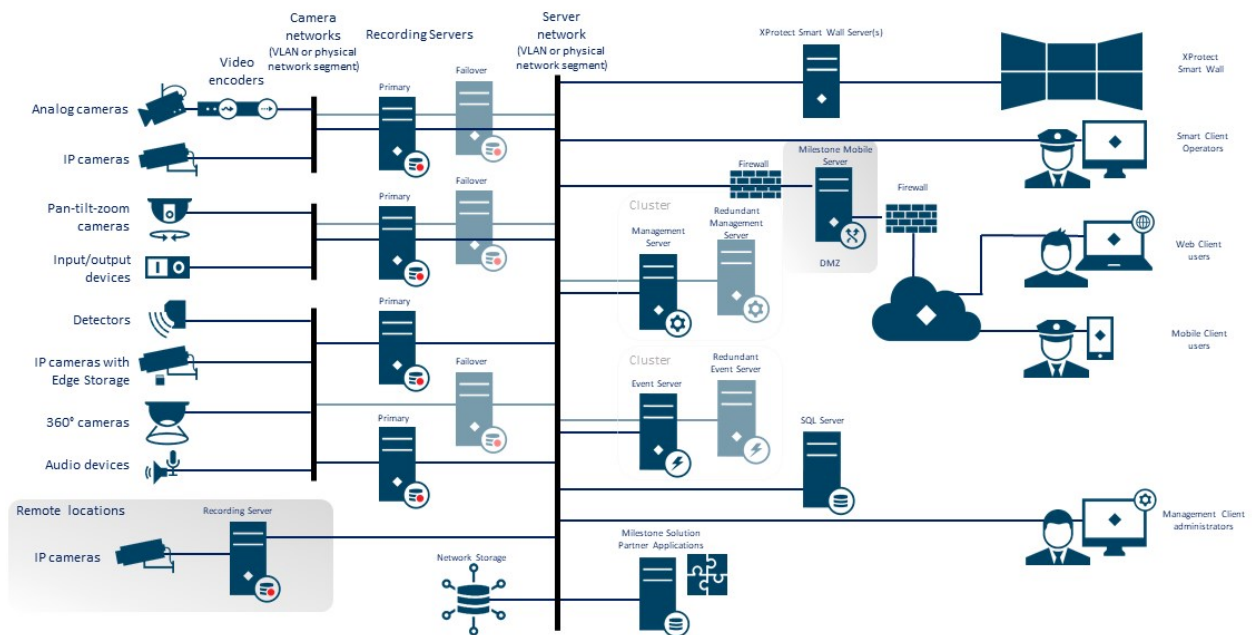 Camera
networks
(VLAN or physical
network segment)
Recording Servers
Server
network
(VLAN or physical
network segment)
Video
encoders
Analog cameras
IP cameras
Pan-tilt-zoom
cameras
Input/output
devices
Detectors
IP cameras with
Edge Storage
360° cameras
Audio devices
Primary
Failover
Primary
Failover
Primary
Failover
Primary
Remote locations
Recording Server
IP cameras
Network Storage
XProtect Smart Wall Server(s)
XProtect
Smart Wall
Smart Client
Operators
Firewall
Milestone Mobile
Server
DMZ
Firewall
Cluster
Management
Server
Redundant
Management
Server
Web Client
users
Mobile Client
users
Cluster
Event Server
Redundant
Event Server
SQL Server
Management Client
administrators
Milestone Solution
Partner Applications